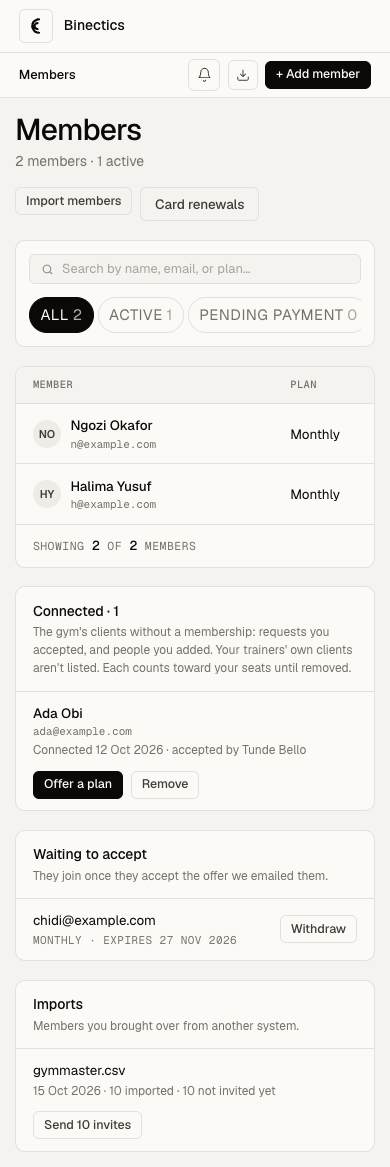 Binectics
Members
+ Add member
Members
2 members · 1 active
Import members
Card renewals
Search by name, email, or plan…
ALL 2
ACTIVE 1
PENDING PAYMENT 0
MEMBER
PLAN
NO
Ngozi Okafor
n@example.com
Monthly
HY
Halima Yusuf
h@example.com
Monthly
SHOWING 2 OF 2 MEMBERS
Connected · 1
The gym's clients without a membership: requests you
accepted, and people you added. Your trainers' own clients
aren't listed. Each counts toward your seats until removed.
Ada Obi
ada@example.com
Connected 12 Oct 2026 · accepted by Tunde Bello
Offer a plan
Remove
Waiting to accept
They join once they accept the offer we emailed them.
chidi@example.com
MONTHLY · EXPIRES 27 NOV 2026
Withdraw
Imports
Members you brought over from another system.
gymmaster.csv
15 Oct 2026 · 10 imported · 10 not invited yet
Send 10 invites